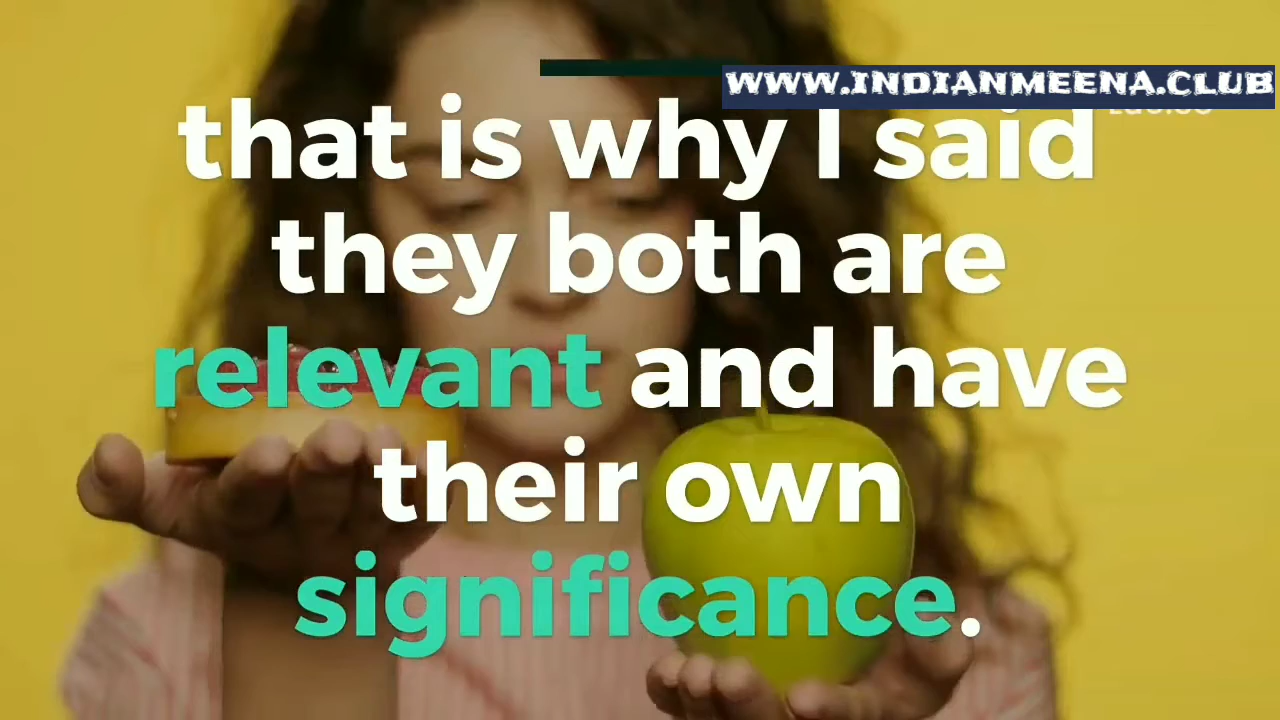 WWW.INDIANMEENA.CLUB
that is why I said
they both are
relevant and have
their own
significance.